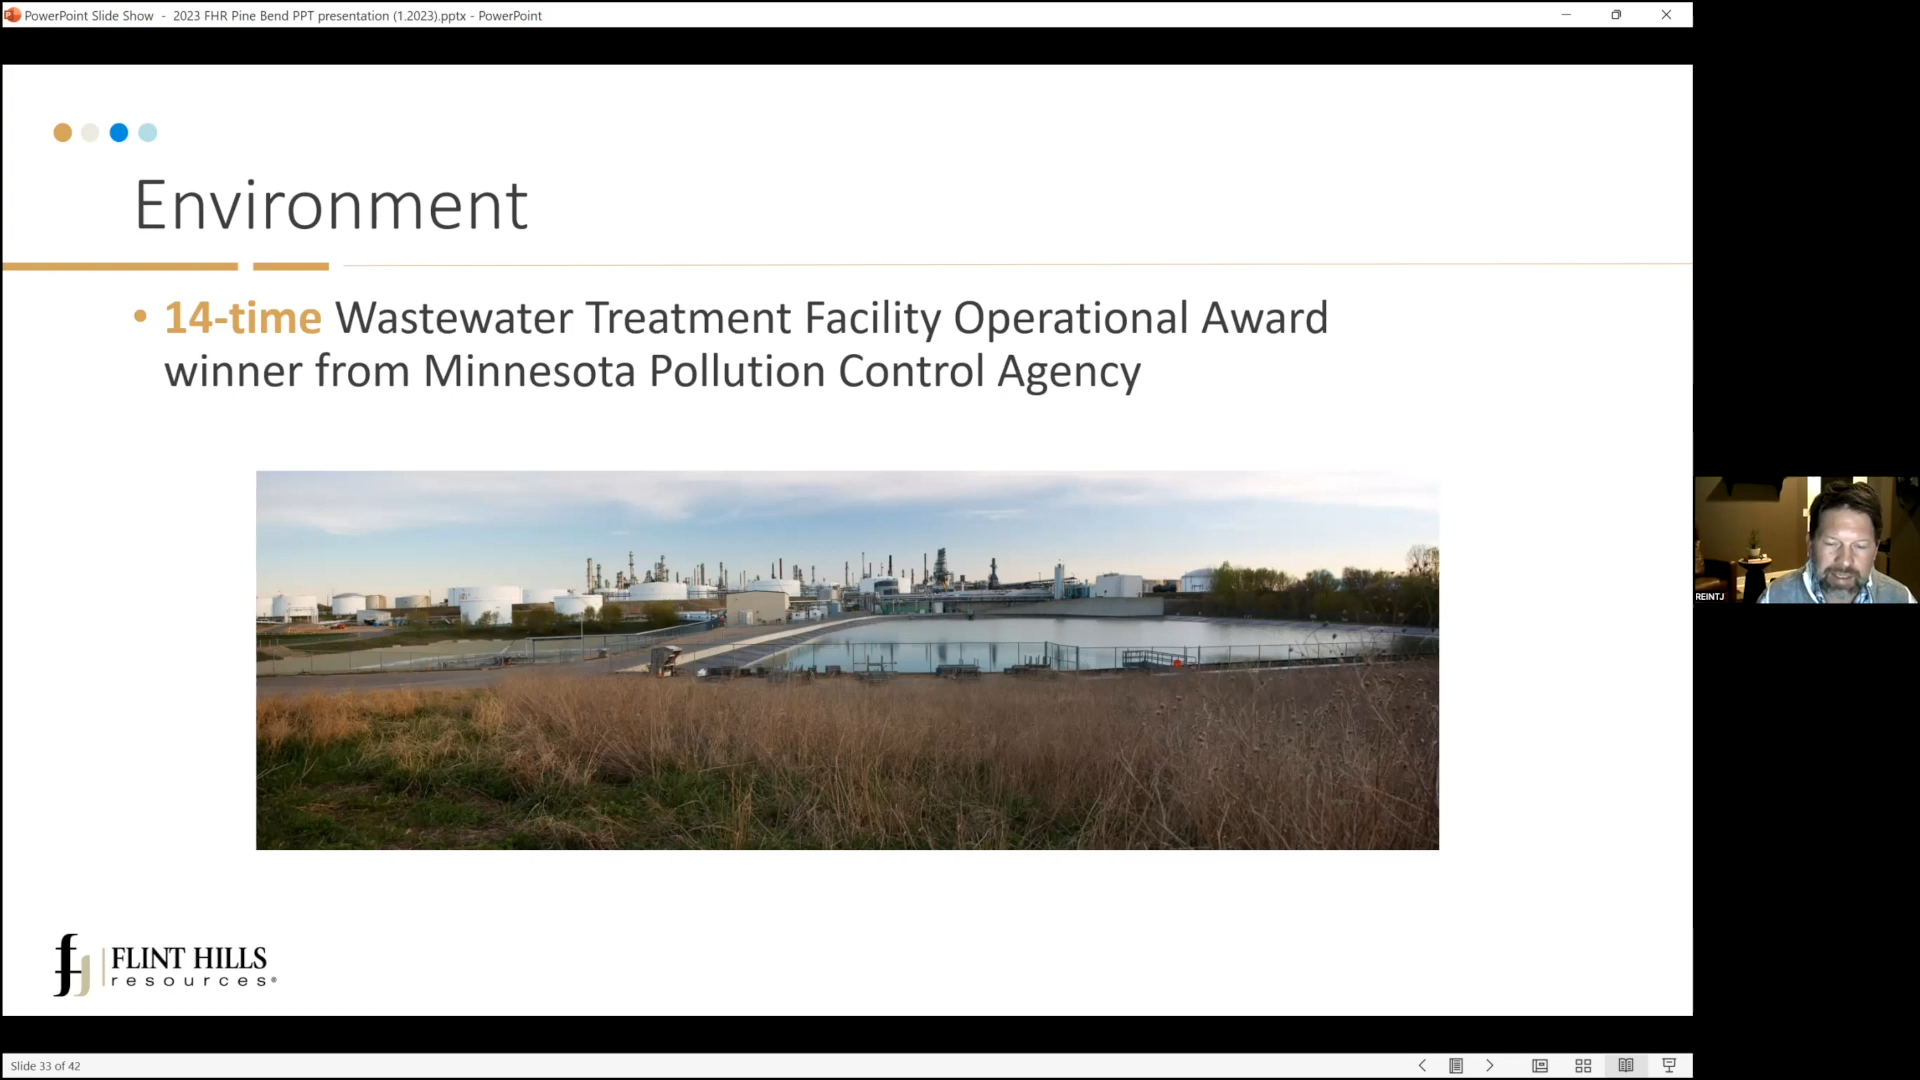 PowerPoint Slide Show - 2023 FHR Pine Bend PPT presentation (1.2023).pptx - PowerPoint
Environment
• 14-time Wastewater Treatment Facility Operational Award
winner from Minnesota Pollution Control Agency
REINTJ
FLINT HILLS
resources®
Slide 33 of 42